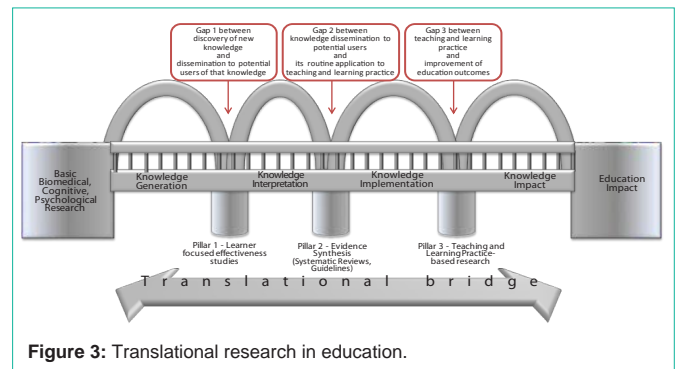 Gap 1 between
discovery of new
knowledge
and
dissemination to potential
users of that knowledge
Gap 2 between
knowledge dissemination to
potential users
and
its routine application to
teaching and learning practice
Gap 3 between
teaching and learning
practice
and
improvement of
education outcomes
Basic
Biomedical,
Cognitive,
Psychological
Research
Knowledge
Generation
Knowledge
Interpretation
Knowledge
Implementation
Knowledge
Impact
Education
Impact
Pillar 1 - Learner
focused effectiveness
studies
Pillar 2 - Evidence
Synthesis
(Systematic Reviews,
Guidelines)
Pillar 3 - Teaching and
Learning Practice-
based research
Translational bridge
Figure 3: Translational research in education.